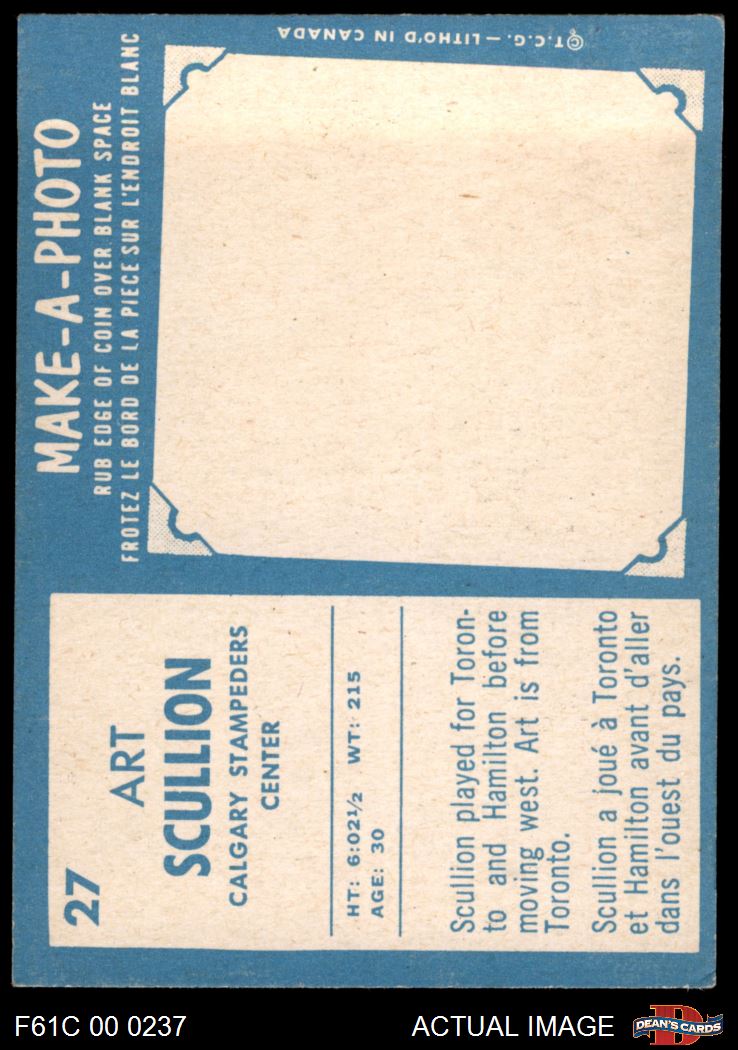 27
ART
SCULLION
CALGARY STAMPEDERS
CENTER
HT: 6:02½ WT: 215
AGE: 30
Scullion played for Toron-
to and Hamilton before
moving west. Art is from
Toronto.
Scullion a joué à Toronto
et Hamilton avant d'aller
dans l'ouest du pays.
MAKE-A-PHOTO
RUB EDGE OF COIN OVER BLANK SPACE
FROTEZ LE BORD DE LA PIECE SUR L'ENDROIT BLANC
© T.C.G. — LITHO'D IN CANADA
F61C 00 0237
ACTUAL IMAGE
D
DEAN'S CARDS